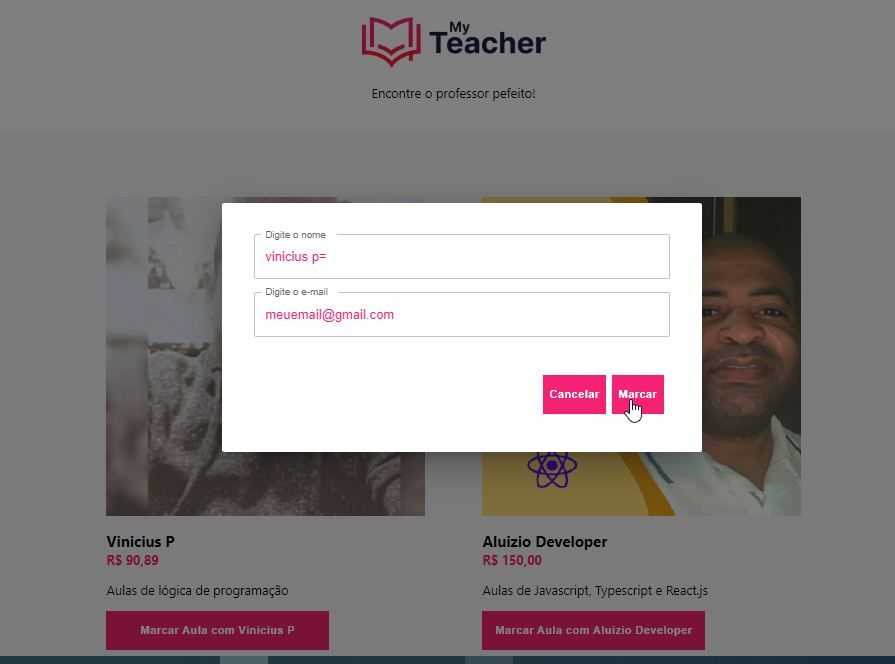 My
Teacher
Encontre o professor pefeito!
Digite o nome
vinicius p=
Digite o e-mail
meuemail@gmail.com
Cancelar
Marcar
Vinicius P
R$ 90,89
Aulas de lógica de programação
Marcar Aula com Vinicius P
Aluizio Developer
R$ 150,00
Aulas de Javascript, Typescript e React.js
Marcar Aula com Aluizio Developer